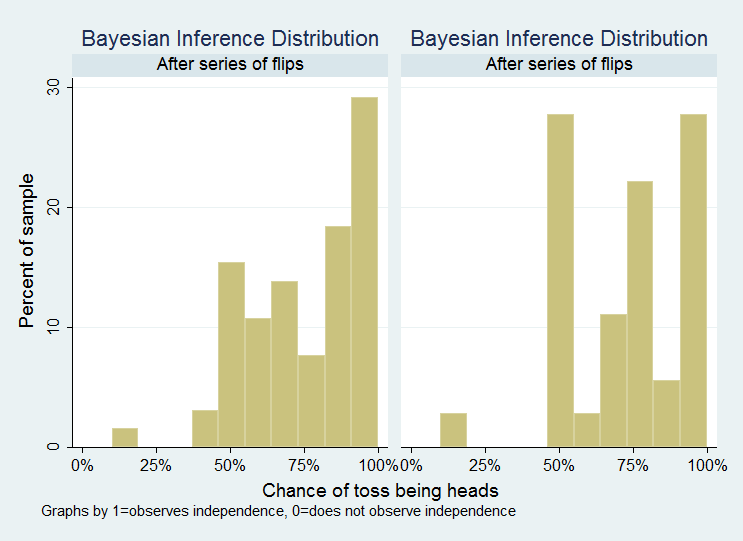 Bayesian Inference Distribution
Bayesian Inference Distribution
After series of flips
After series of flips
30
20
10
0
Percent of sample
0% 25% 50% 75% 100%
0% 25% 50% 75% 100%
Chance of toss being heads
Graphs by 1=observes independence, 0=does not observe independence